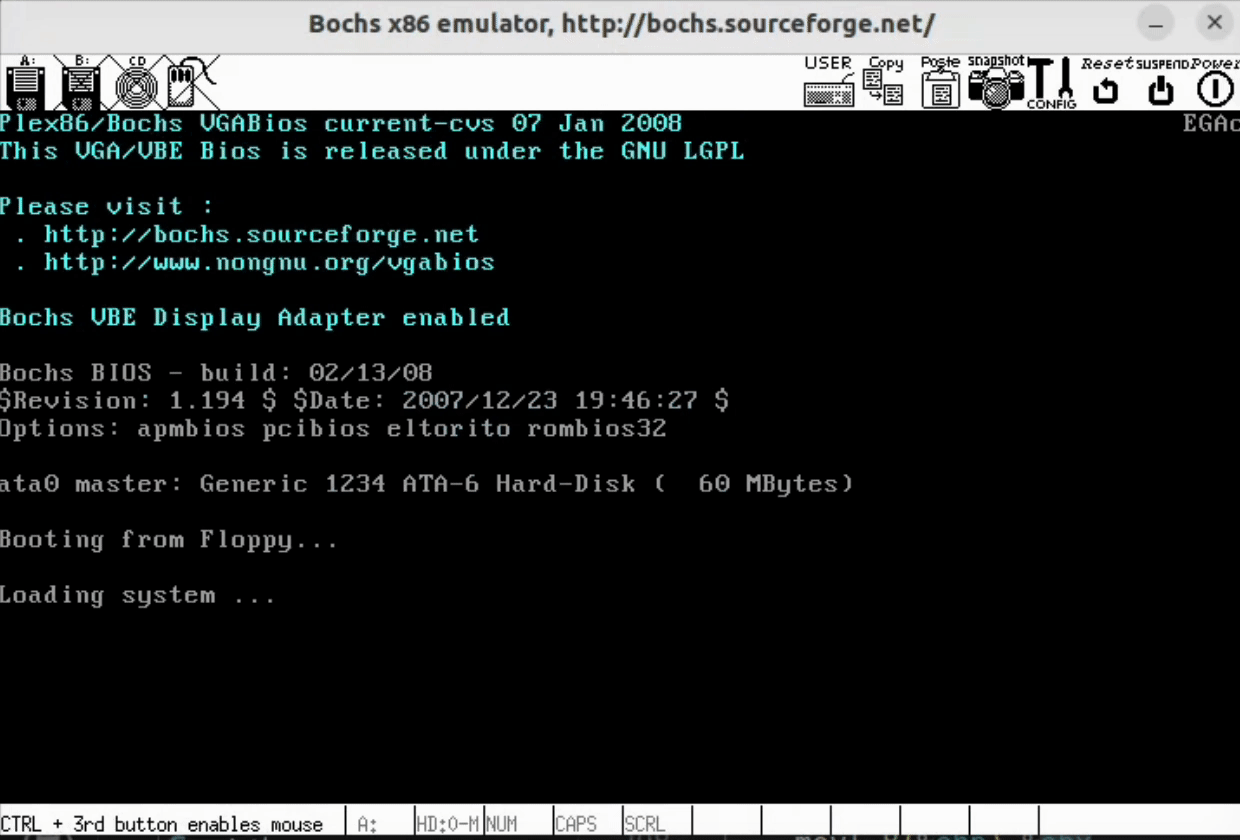 Bochs x86 emulator, http://bochs.sourceforge.net/
A: B: CD USER Copy Poste snapshot CONFIG Reset SUSPEND Power
Plex86/Bochs VGABios current-cvs 07 Jan 2008 EGAc
This VGA/VBE Bios is released under the GNU LGPL
Please visit :
. http://bochs.sourceforge.net
. http://www.nongnu.org/vgabios
Bochs VBE Display Adapter enabled
Bochs BIOS - build: 02/13/08
$Revision: 1.194 $ $Date: 2007/12/23 19:46:27 $
Options: apmbios pcibios eltorito rombios32
ata0 master: Generic 1234 ATA-6 Hard-Disk (  60 MBytes)
Booting from Floppy...
Loading system ...
CTRL + 3rd button enables mouse A: HD:0-M NUM CAPS SCRL